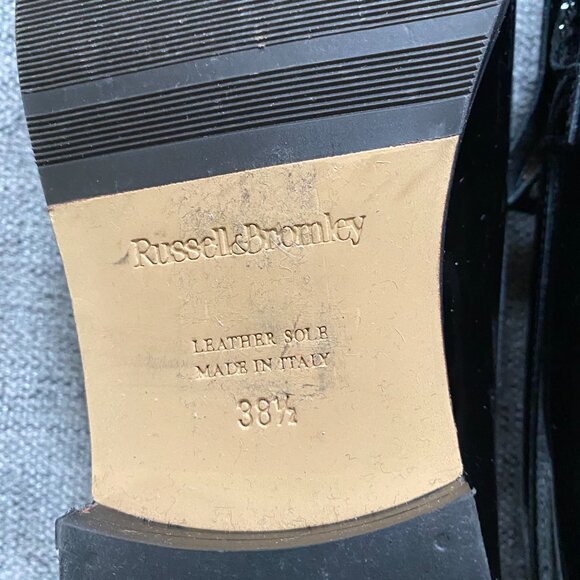 Russell&Bromley
LEATHER SOLE
MADE IN ITALY
38½